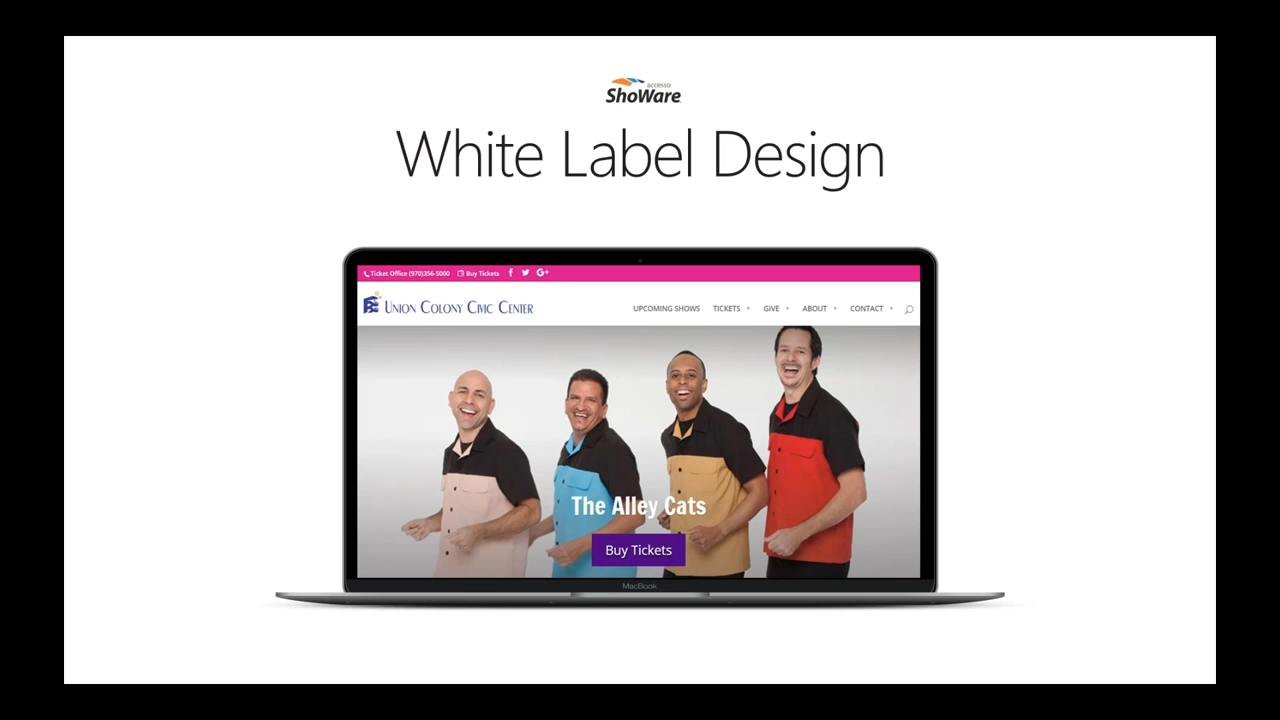 accesso
ShoWare
White Label Design
Ticket Office (970)356-5000 Buy Tickets f G+
UNION COLONY CIVIC CENTER
UPCOMING SHOWS TICKETS GIVE ABOUT CONTACT
The Alley Cats
Buy Tickets
MacBook